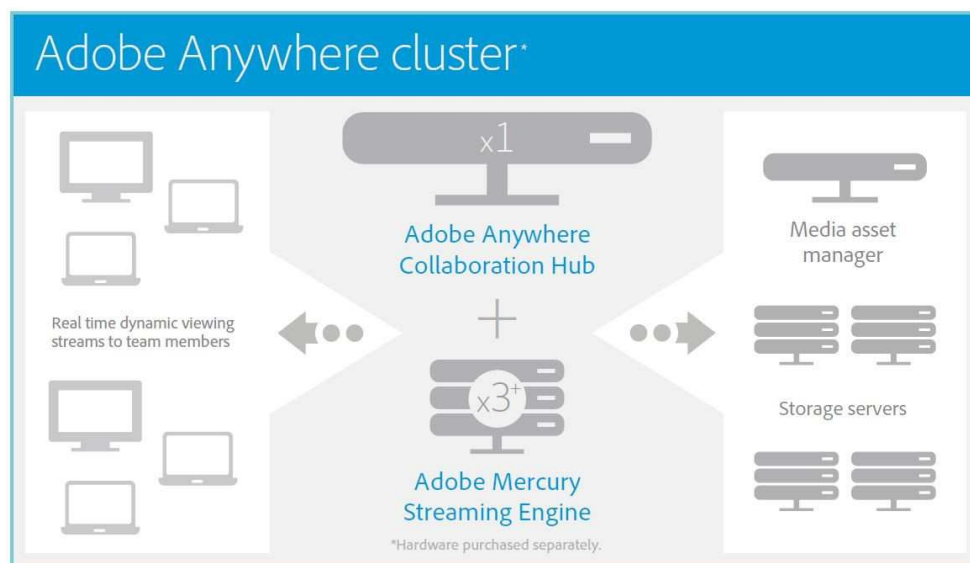 Adobe Anywhere cluster*
x1
Adobe Anywhere
Collaboration Hub
+
x3+
Adobe Mercury
Streaming Engine
*Hardware purchased separately.
Real time dynamic viewing
streams to team members
Media asset
manager
Storage servers